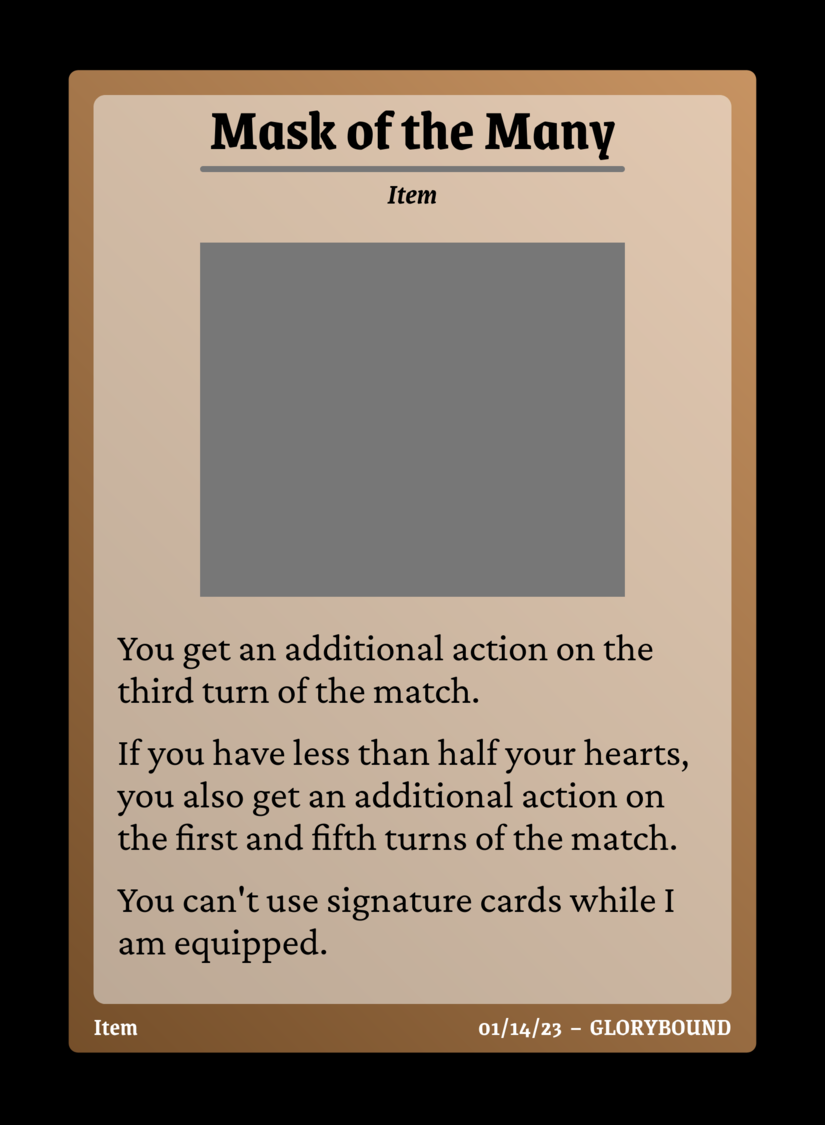 Mask of the Many
Item
You get an additional action on the
third turn of the match.
If you have less than half your hearts,
you also get an additional action on
the first and fifth turns of the match.
You can't use signature cards while I
am equipped.
Item
01/14/23 – GLORYBOUND